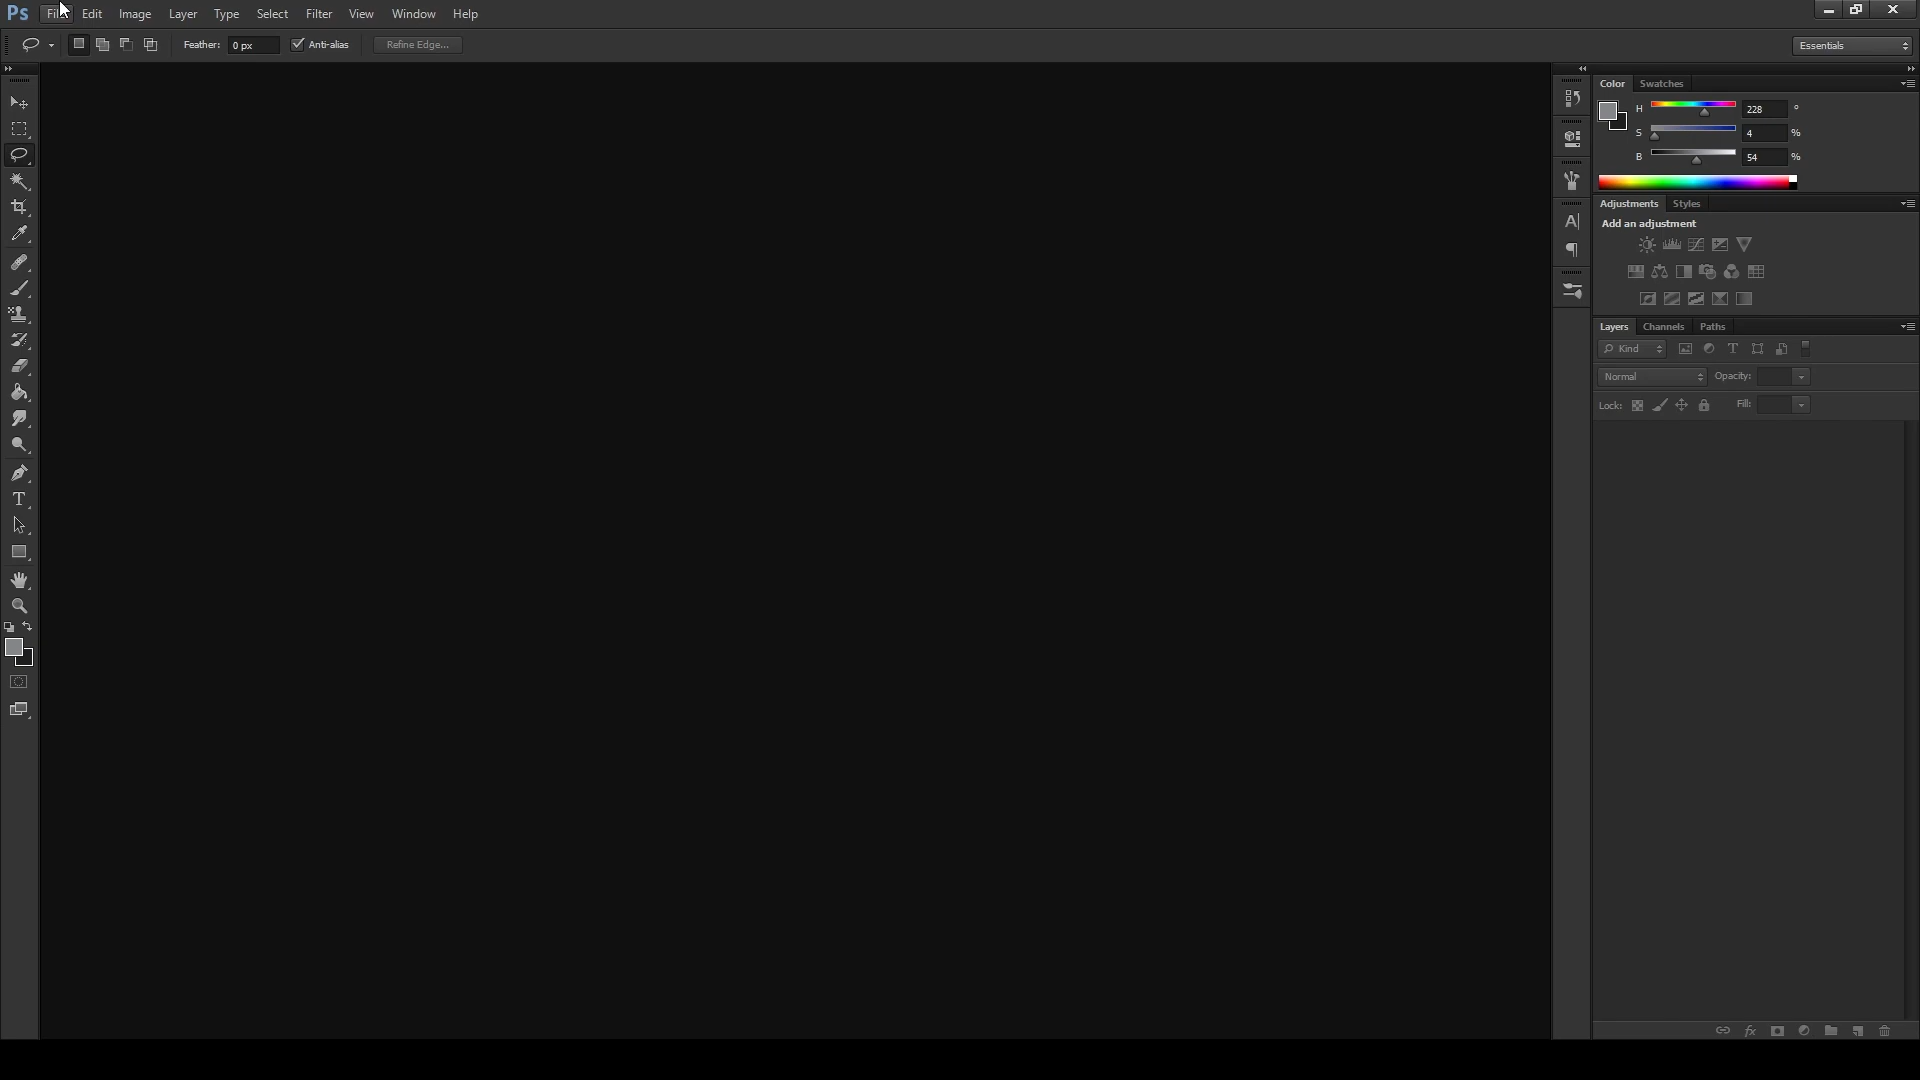 Ps File Edit Image Layer Type Select Filter View Window Help
Feather: 0 px Anti-alias Refine Edge... Essentials
Color Swatches
H 228 °
S 4 %
B 54 %
Adjustments Styles
Add an adjustment
Layers Channels Paths
Kind
Normal Opacity:
Lock: Fill: